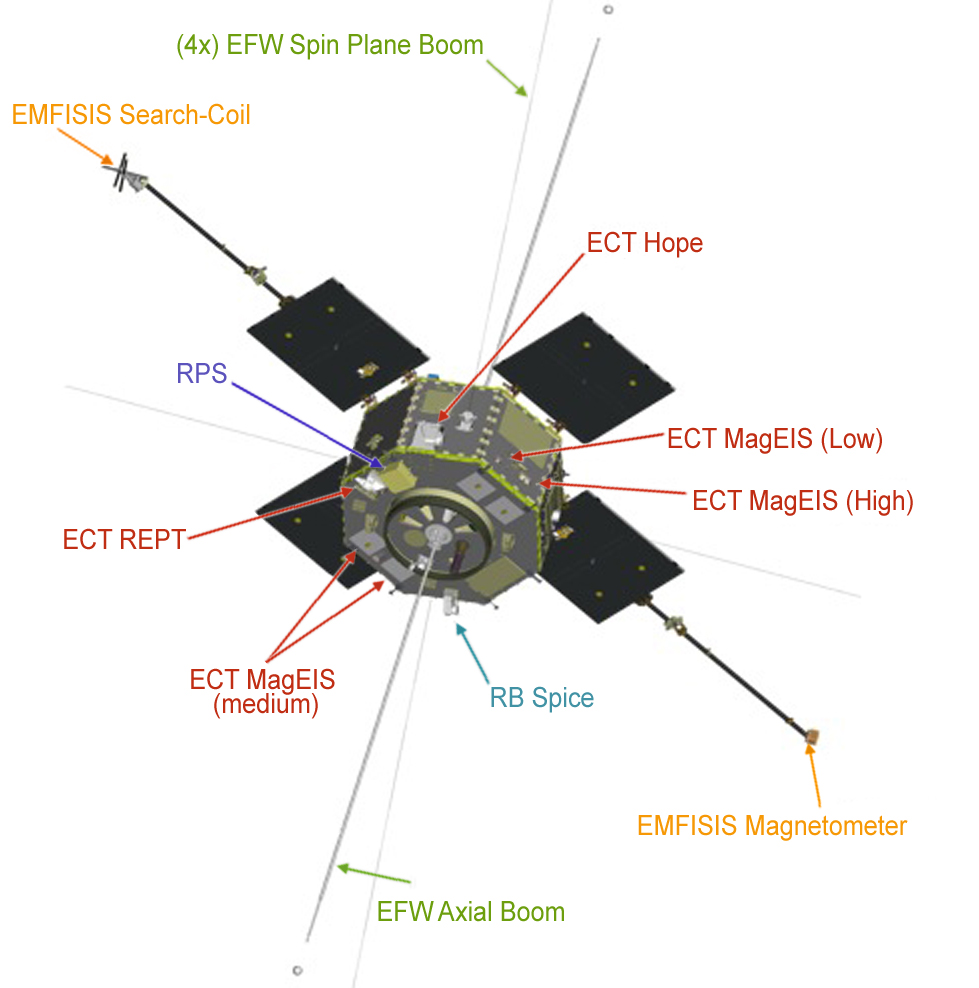 (4x) EFW Spin Plane Boom
EMFISIS Search-Coil
ECT Hope
RPS
ECT MagEIS (Low)
ECT MagEIS (High)
ECT REPT
ECT MagEIS
(medium)
RB Spice
EMFISIS Magnetometer
EFW Axial Boom